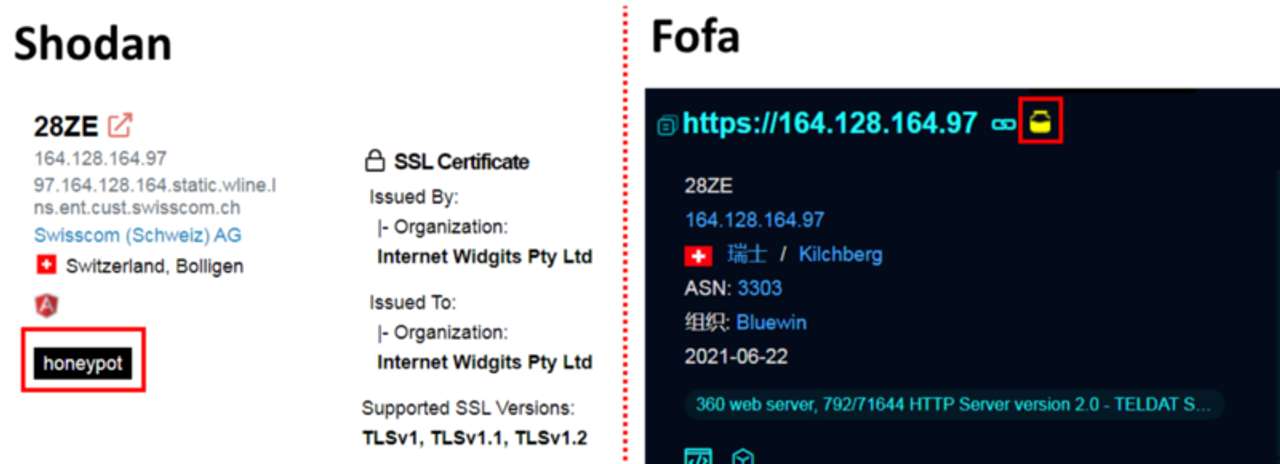 Shodan
28ZE
164.128.164.97
97.164.128.164.static.wline.l
ns.ent.cust.swisscom.ch
Swisscom (Schweiz) AG
Switzerland, Bolligen
honeypot
SSL Certificate
Issued By:
|- Organization:
Internet Widgits Pty Ltd
Issued To:
|- Organization:
Internet Widgits Pty Ltd
Supported SSL Versions:
TLSv1, TLSv1.1, TLSv1.2
Fofa
https://164.128.164.97
28ZE
164.128.164.97
瑞士 / Kilchberg
ASN: 3303
组织: Bluewin
2021-06-22
360 web server, 792/71644 HTTP Server version 2.0 - TELDAT S...